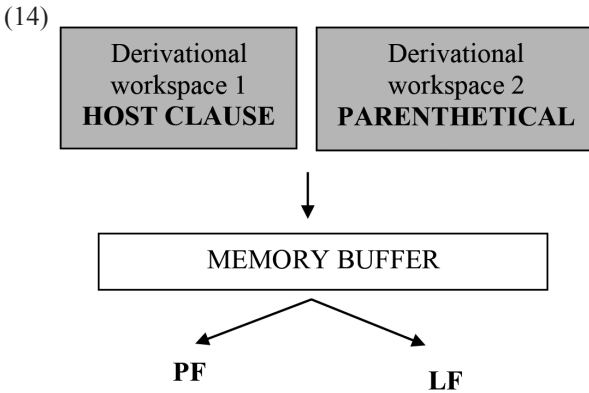 (14)
Derivational
workspace 1
HOST CLAUSE
Derivational
workspace 2
PARENTHETICAL
MEMORY BUFFER
PF
LF